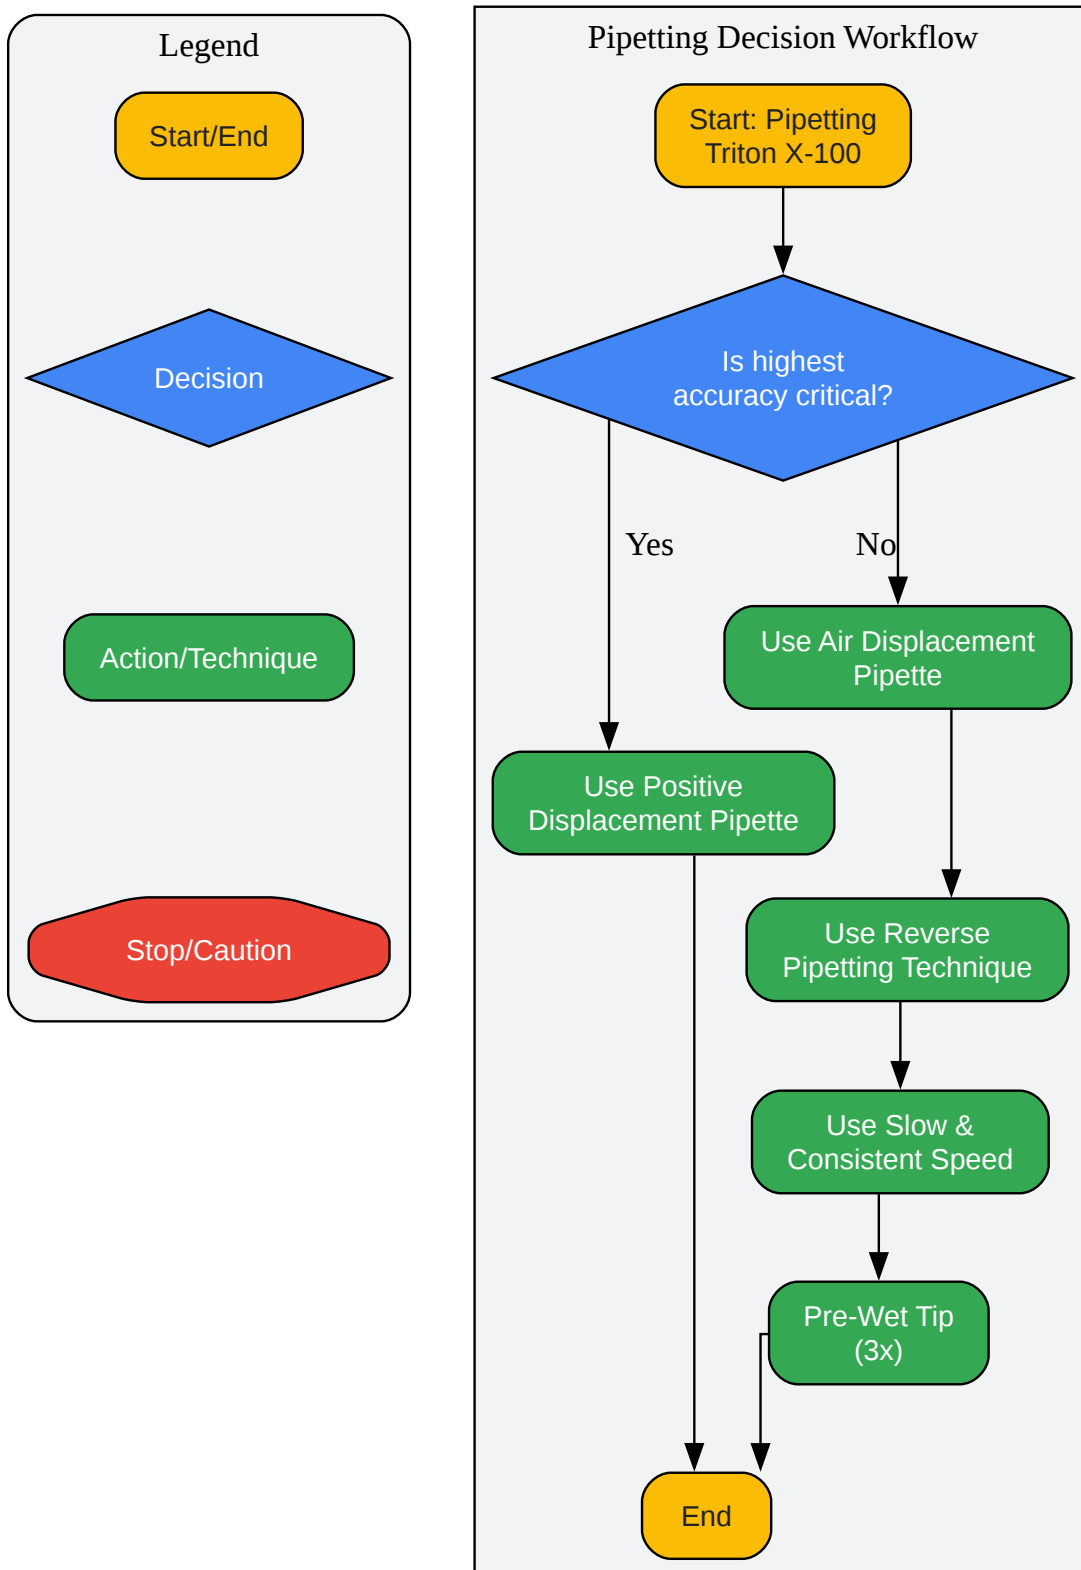 Legend
Start/End
Decision
Action/Technique
Stop/Caution
Pipetting Decision Workflow
Start: Pipetting
Triton X-100
Is highest
accuracy critical?
Yes
No
Use Air Displacement
Pipette
Use Positive
Displacement Pipette
Use Reverse
Pipetting Technique
Use Slow &
Consistent Speed
Pre-Wet Tip
(3x)
End